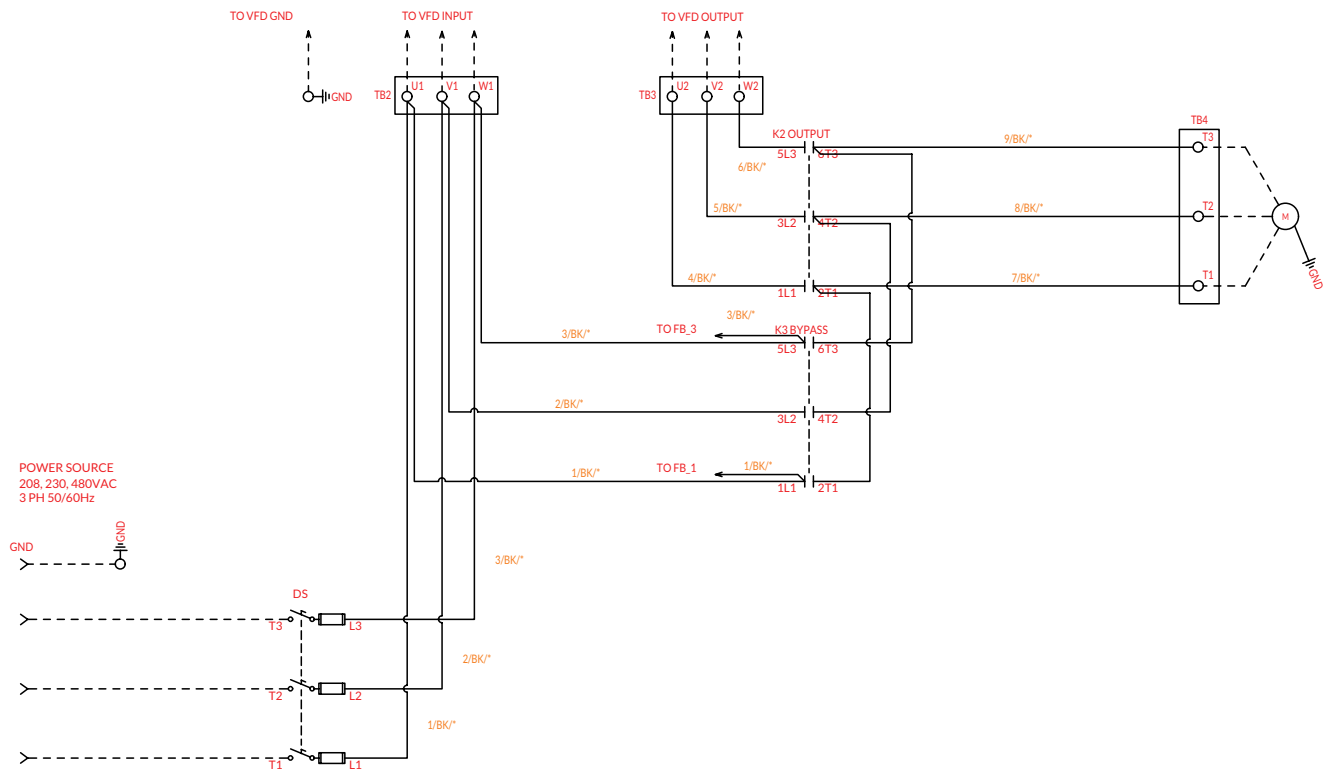 TO VFD GND
TO VFD INPUT
TO VFD OUTPUT
U1
V1
W1
U2
V2
W2
TB2
TB3
GND
TB4
K2 OUTPUT
T3
9/BK/*
5L3
6T3
6/BK/*
5/BK/*
8/BK/*
T2
3L2
4T2
M
4/BK/*
7/BK/*
T1
GND
1L1
2T1
3/BK/*
TO FB_3
K3 BYPASS
3/BK/*
5L3
6T3
2/BK/*
3L2
4T2
POWER SOURCE
208, 230, 480VAC
3 PH 50/60Hz
TO FB_1
1/BK/*
1/BK/*
1L1
2T1
GND
GND
3/BK/*
DS
T3
L3
2/BK/*
T2
L2
1/BK/*
T1
L1